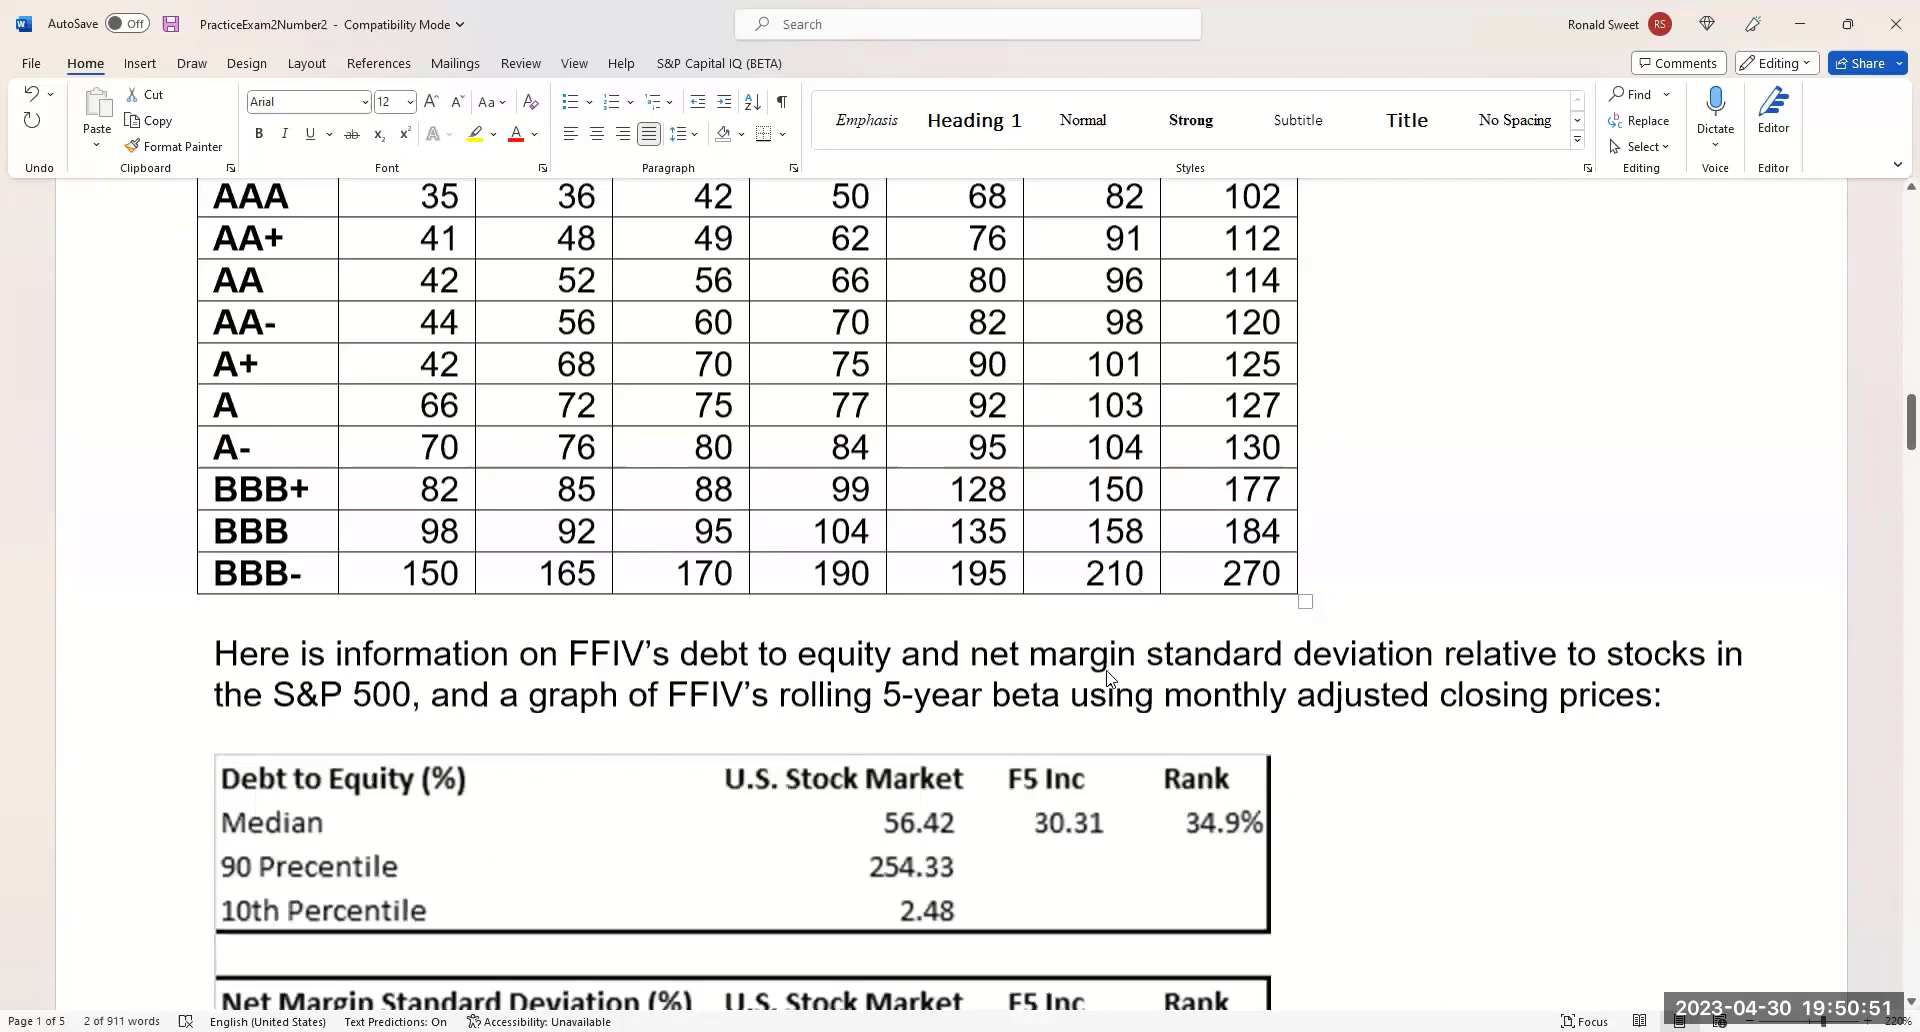 AutoSave Off PracticeExam2Number2 - Compatibility Mode Search Ronald Sweet RS
File Home Insert Draw Design Layout References Mailings Review View Help S&P Capital IQ (BETA) Comments Editing Share
Paste Cut Copy Format Painter Arial 12 Aa
B I U ab x₂ x² A A
Emphasis Heading 1 Normal Strong Subtitle Title No Spacing
Find Replace Select Dictate Editor
Undo Clipboard Font Paragraph Styles Editing Voice Editor
AAA 35 36 42 50 68 82 102
AA+ 41 48 49 62 76 91 112
AA 42 52 56 66 80 96 114
AA- 44 56 60 70 82 98 120
A+ 42 68 70 75 90 101 125
A 66 72 75 77 92 103 127
A- 70 76 80 84 95 104 130
BBB+ 82 85 88 99 128 150 177
BBB 98 92 95 104 135 158 184
BBB- 150 165 170 190 195 210 270
Here is information on FFIV’s debt to equity and net margin standard deviation relative to stocks in
the S&P 500, and a graph of FFIV’s rolling 5-year beta using monthly adjusted closing prices:
Debt to Equity (%) U.S. Stock Market F5 Inc Rank
Median 56.42 30.31 34.9%
90 Precentile 254.33
10th Percentile 2.48
Net Margin Standard Deviation (%) U.S. Stock Market F5 Inc Rank
2023-04-30 19:50:51
Page 1 of 5 2 of 911 words English (United States) Text Predictions: On Accessibility: Unavailable Focus 220%